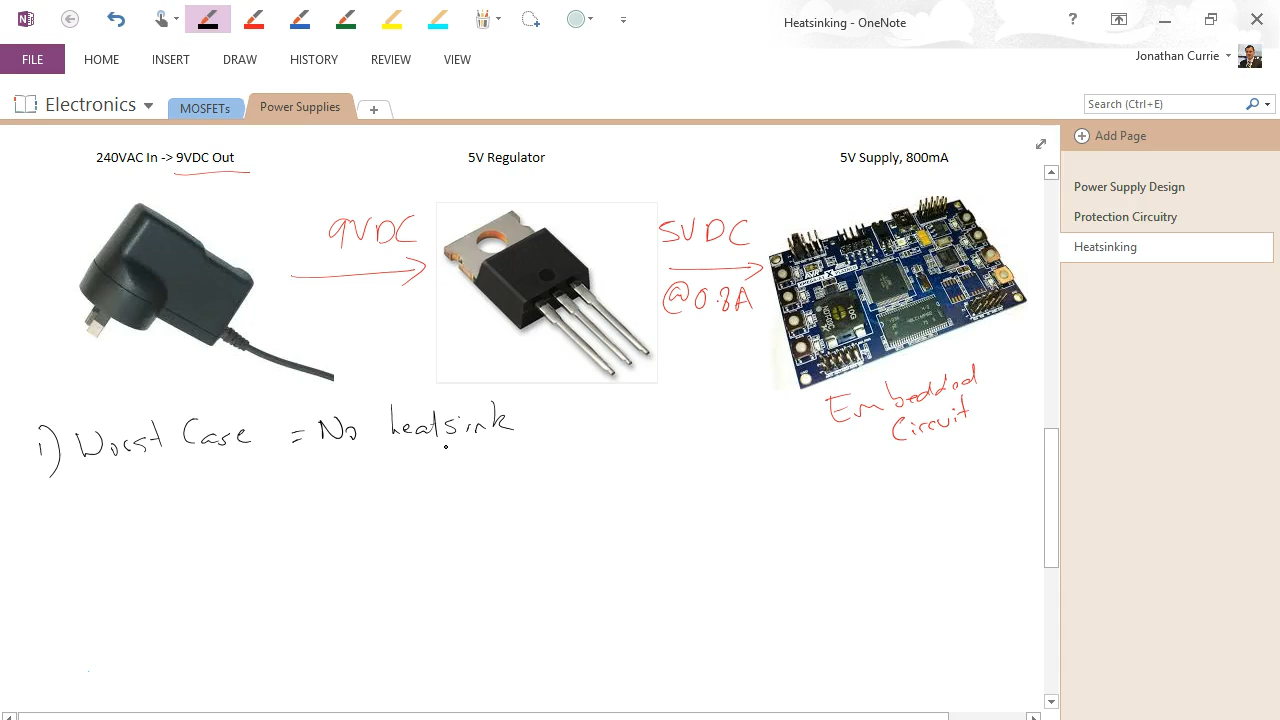 Heatsinking - OneNote
?
FILE
HOME
INSERT
DRAW
HISTORY
REVIEW
VIEW
Jonathan Currie
Electronics
MOSFETs
Power Supplies
Search (Ctrl+E)
Add Page
Power Supply Design
Protection Circuitry
Heatsinking
240VAC In -> 9VDC Out
5V Regulator
5V Supply, 800mA
9VDC
5VDC
@0.8A
Embedded
Circuit
1) Worst Case = No heatsink